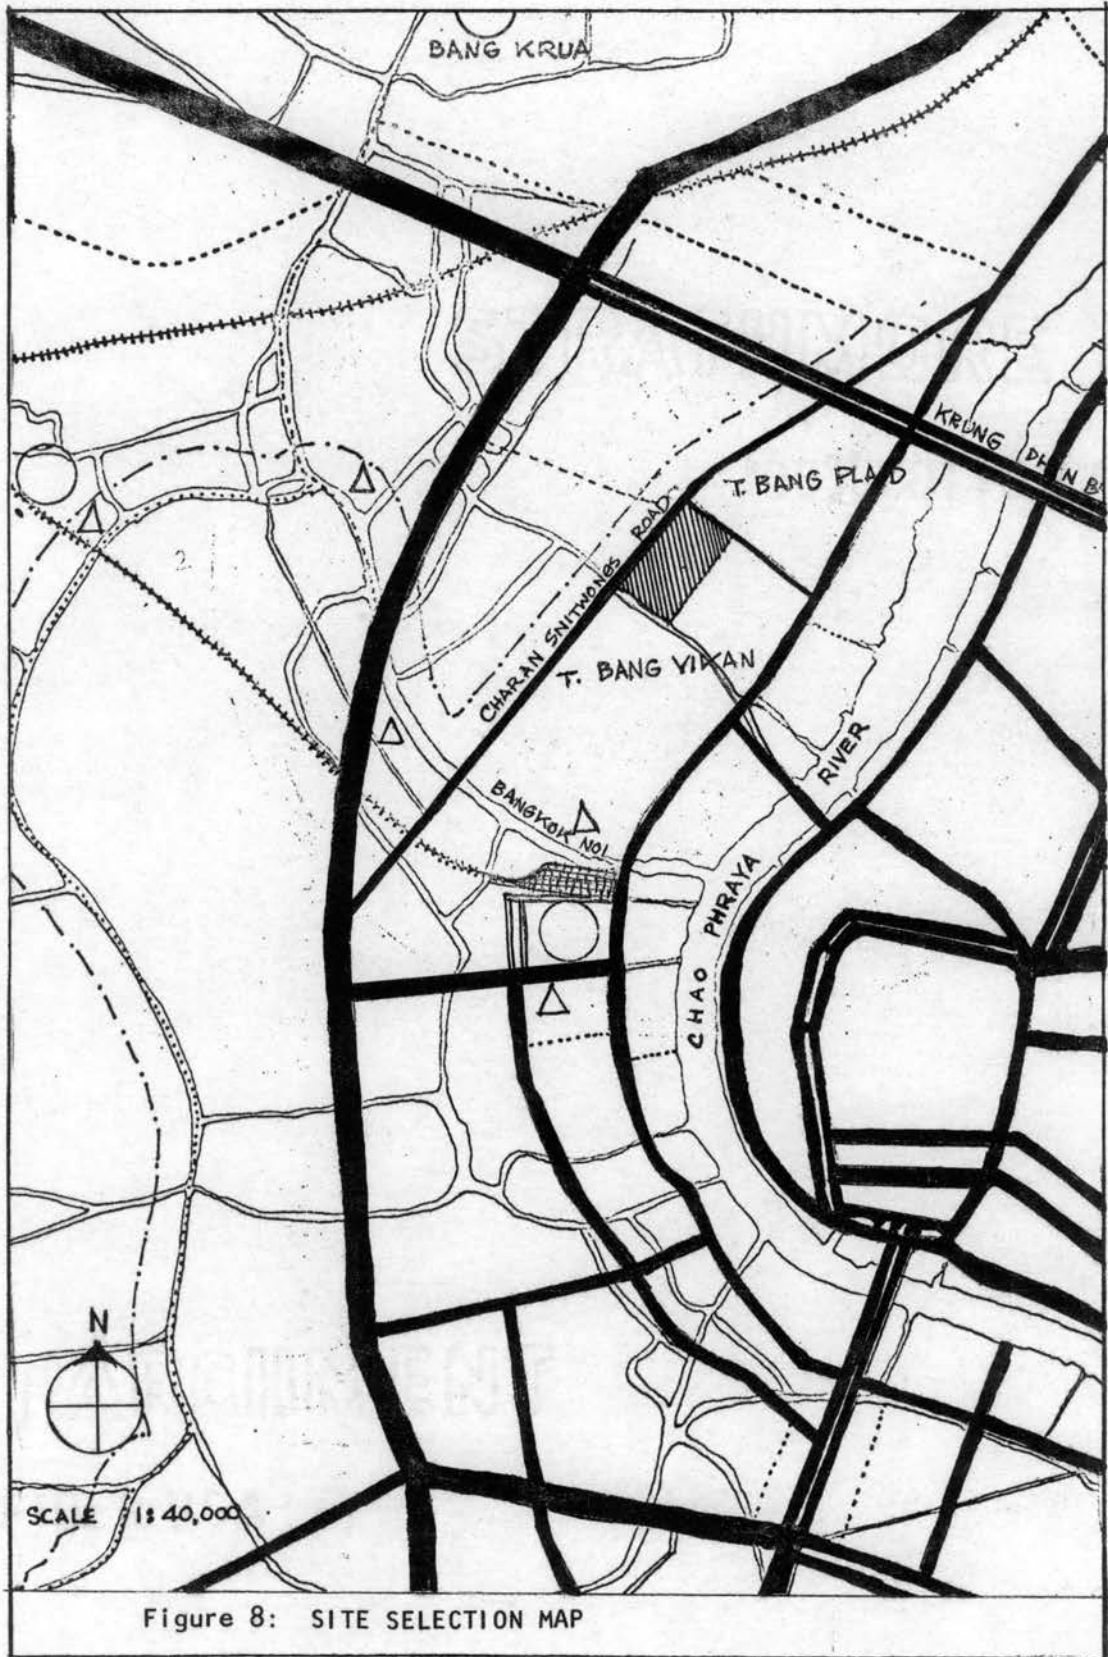 BANG KRUA
KRUNG DHN B
T. BANG PLAD
CHARAN SNITWONGS ROAD
T. BANG YIKAN
RIVER
BANGKOK NOI
CHAO PHRAYA
N
SCALE 1:40,000
Figure 8: SITE SELECTION MAP